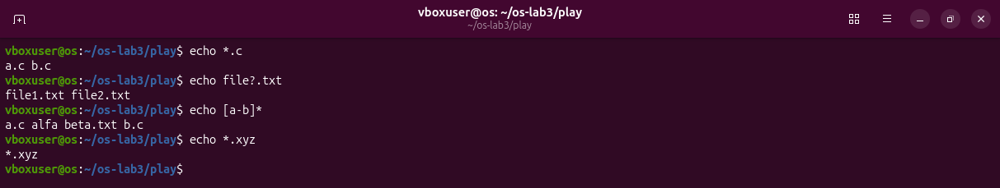 vboxuser@os: ~/os-lab3/play
~/os-lab3/play
vboxuser@os:~/os-lab3/play$ echo *.c
a.c b.c
vboxuser@os:~/os-lab3/play$ echo file?.txt
file1.txt file2.txt
vboxuser@os:~/os-lab3/play$ echo [a-b]*
a.c alfa beta.txt b.c
vboxuser@os:~/os-lab3/play$ echo *.xyz
*.xyz
vboxuser@os:~/os-lab3/play$